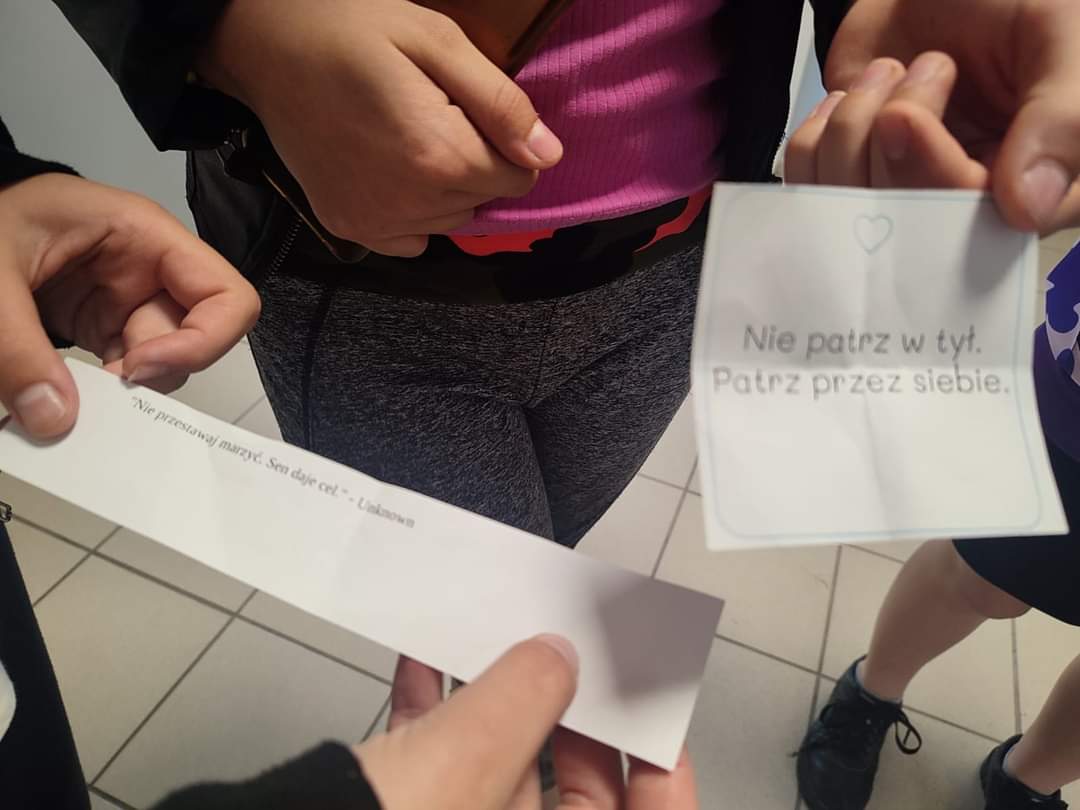 "Nie przestawaj marzyć. Sen daje cel." - Unknown
Nie patrz w tył.
Patrz przez siebie.